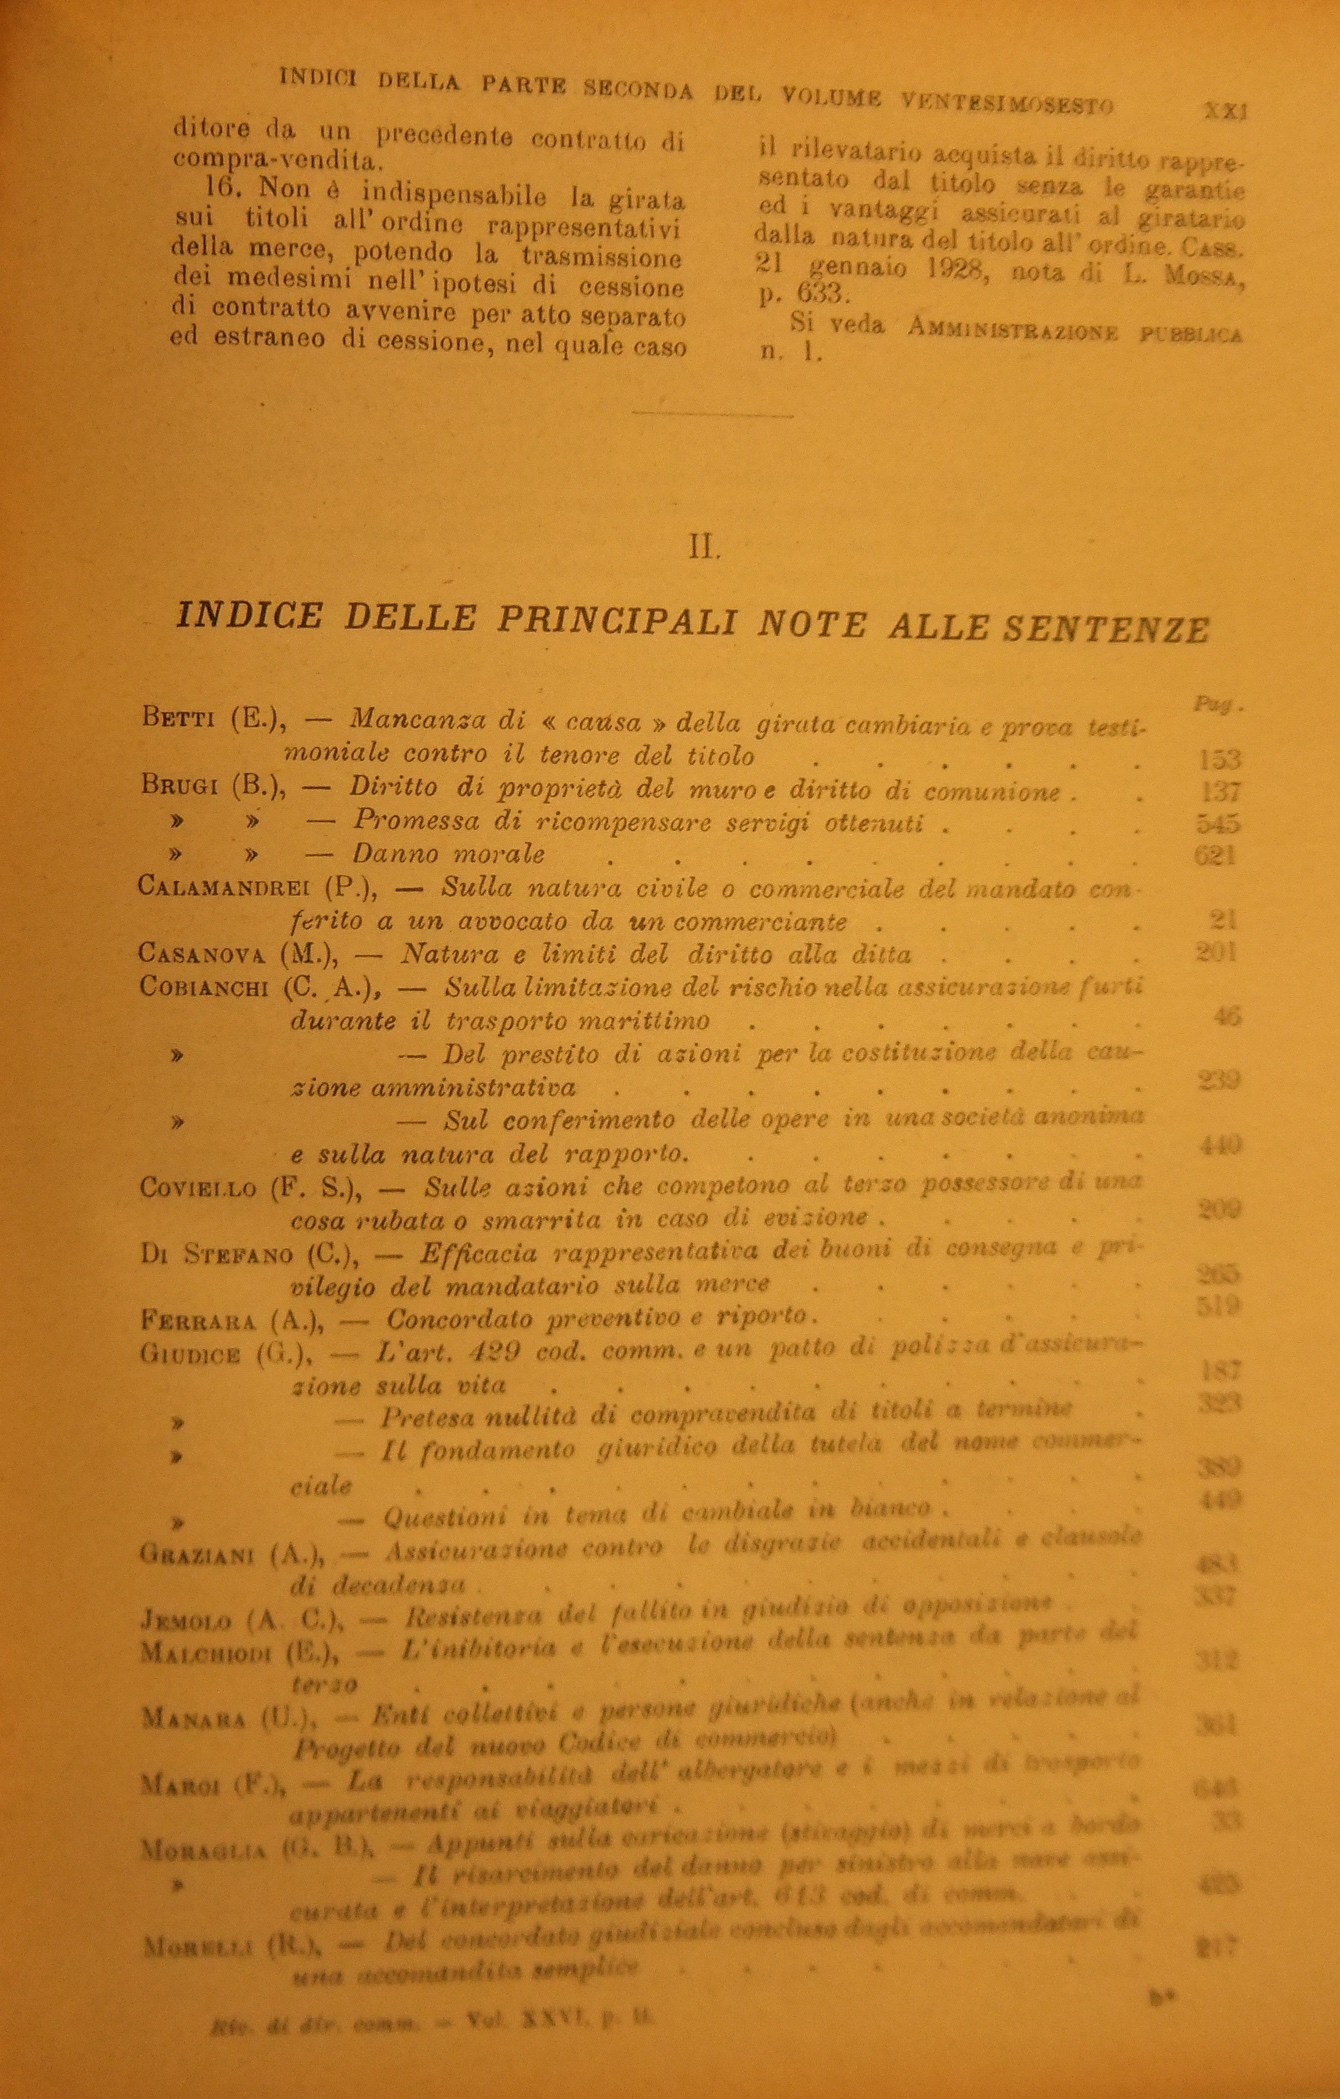 INDICI DELLA PARTE SECONDA DEL VOLUME VENTESIMOSESTO XXI
ditore da un precedente contratto di
compra-vendita.
16. Non è indispensabile la girata
sui titoli all' ordine rappresentativi
della merce, potendo la trasmissione
dei medesimi nell' ipotesi di cessione
di contratto avvenire per atto separato
ed estraneo di cessione, nel quale caso
il rilevatario acquista il diritto rappre-
sentato dal titolo senza le garantie
ed i vantaggi assicurati al giratario
dalla natura del titolo all' ordine. CASS.
21 gennaio 1928, nota di L. MOSSA,
p. 633.
Si veda AMMINISTRAZIONE PUBBLICA
n. 1.
II.
INDICE DELLE PRINCIPALI NOTE ALLE SENTENZE
Pag.
BETTI (E.), — Mancanza di « causa » della girata cambiaria e prova testi-
moniale contro il tenore del titolo . . . . . . 153
BRUGI (B.), — Diritto di proprietà del muro e diritto di comunione . . 137
» » — Promessa di ricompensare servigi ottenuti . . . . 545
» » — Danno morale . . . . . . . . . 621
CALAMANDREI (P.), — Sulla natura civile o commerciale del mandato con-
ferito a un avvocato da un commerciante . . . . . 21
CASANOVA (M.), — Natura e limiti del diritto alla ditta . . . . 201
COBIANCHI (C. A.), — Sulla limitazione del rischio nella assicurazione furti
durante il trasporto marittimo . . . . . . . 46
» — Del prestito di azioni per la costituzione della cau-
zione amministrativa . . . . . . . . . 239
» — Sul conferimento delle opere in una società anonima
e sulla natura del rapporto. . . . . . . . 440
COVIELLO (F. S.), — Sulle azioni che competono al terzo possessore di una
cosa rubata o smarrita in caso di evizione . . . . . 209
DI STEFANO (C.), — Efficacia rappresentativa dei buoni di consegna e pri-
vilegio del mandatario sulla merce . . . . . . 265
FERRARA (A.), — Concordato preventivo e riporto. . . . . . 519
GIUDICE (G.), — L'art. 429 cod. comm. e un patto di polizza d'assicura-
zione sulla vita . . . . . . . . . . 187
» — Pretesa nullità di compravendita di titoli a termine . 323
» — Il fondamento giuridico della tutela del nome commer-
ciale . . . . . . . . . . . . 389
» — Questioni in tema di cambiale in bianco . . . . 449
GRAZIANI (A.), — Assicurazione contro le disgrazie accidentali e clausole
di decadenza . . . . . . . . . . . 483
JEMOLO (A. C.), — Resistenza del fallito in giudizio di opposizione . . 337
MALCHIODI (E.), — L'inibitoria e l'esecuzione della sentenza da parte del
terzo . . . . . . . . . . . . 312
MANARA (U.), — Enti collettivi e persone giuridiche (anche in relazione al
Progetto del nuovo Codice di commercio) . . . . . 361
MAROI (F.), — La responsabilità dell' albergatore e i mezzi di trasporto
appartenenti ai viaggiatori . . . . . . . . 646
MORAGLIA (G. B.), — Appunti sulla caricazione (stivaggio) di merci a bordo 33
» — Il risarcimento del danno per sinistro alla nave assi-
curata e l'interpretazione dell'art. 613 cod. di comm. . . 425
MORELLI (R.), — Del concordato giudiziale concluso dagli accomandatari di
una accomandita semplice . . . . . . . . 217
Riv. di dir. comm. — Vol. XXVI, p. II. b*